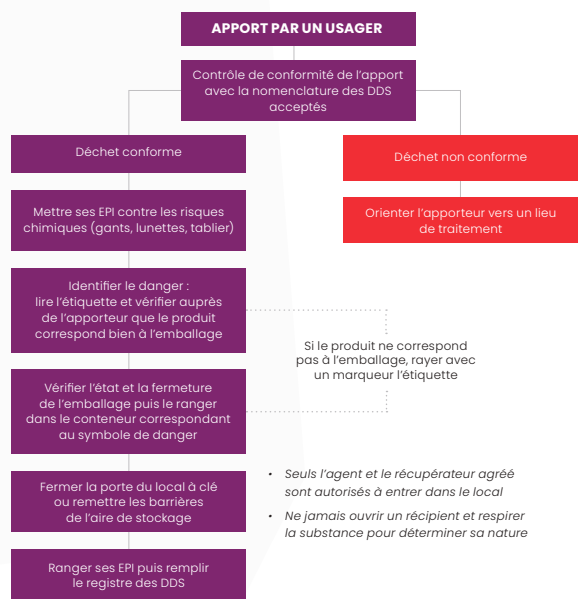 APPORT PAR UN USAGER
Contrôle de conformité de l’apport
avec la nomenclature des DDS
acceptés
Déchet conforme
Déchet non conforme
Mettre ses EPI contre les risques
chimiques (gants, lunettes, tablier)
Orienter l’apporteur vers un lieu
de traitement
Identifier le danger :
lire l’étiquette et vérifier auprès
de l’apporteur que le produit
correspond bien à l’emballage
Si le produit ne correspond
pas à l’emballage, rayer avec
un marqueur l’étiquette
Vérifier l’état et la fermeture
de l’emballage puis le ranger
dans le conteneur correspondant
au symbole de danger
Fermer la porte du local à clé
ou remettre les barrières
de l’aire de stockage
• Seuls l’agent et le récupérateur agréé
sont autorisés à entrer dans le local
• Ne jamais ouvrir un récipient et respirer
la substance pour déterminer sa nature
Ranger ses EPI puis remplir
le registre des DDS